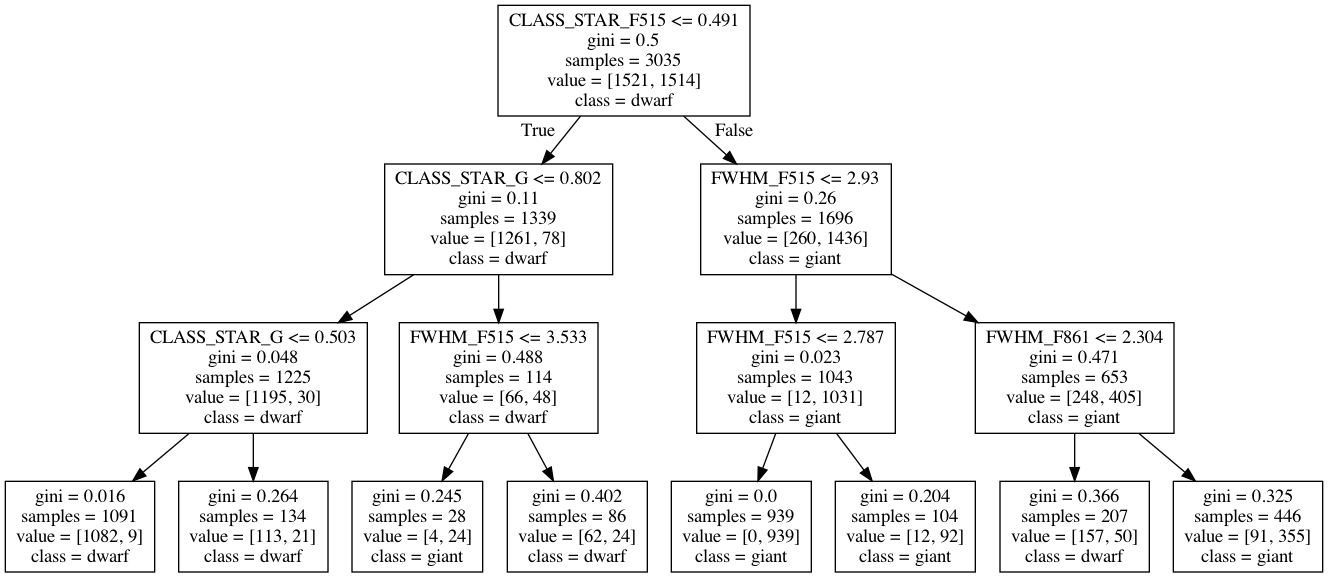 CLASS_STAR_F515 <= 0.491
gini = 0.5
samples = 3035
value = [1521, 1514]
class = dwarf
True
False
CLASS_STAR_G <= 0.802
gini = 0.11
samples = 1339
value = [1261, 78]
class = dwarf
FWHM_F515 <= 2.93
gini = 0.26
samples = 1696
value = [260, 1436]
class = giant
CLASS_STAR_G <= 0.503
gini = 0.048
samples = 1225
value = [1195, 30]
class = dwarf
FWHM_F515 <= 3.533
gini = 0.488
samples = 114
value = [66, 48]
class = dwarf
FWHM_F515 <= 2.787
gini = 0.023
samples = 1043
value = [12, 1031]
class = giant
FWHM_F861 <= 2.304
gini = 0.471
samples = 653
value = [248, 405]
class = giant
gini = 0.016
samples = 1091
value = [1082, 9]
class = dwarf
gini = 0.264
samples = 134
value = [113, 21]
class = dwarf
gini = 0.245
samples = 28
value = [4, 24]
class = giant
gini = 0.402
samples = 86
value = [62, 24]
class = dwarf
gini = 0.0
samples = 939
value = [0, 939]
class = giant
gini = 0.204
samples = 104
value = [12, 92]
class = giant
gini = 0.366
samples = 207
value = [157, 50]
class = dwarf
gini = 0.325
samples = 446
value = [91, 355]
class = giant